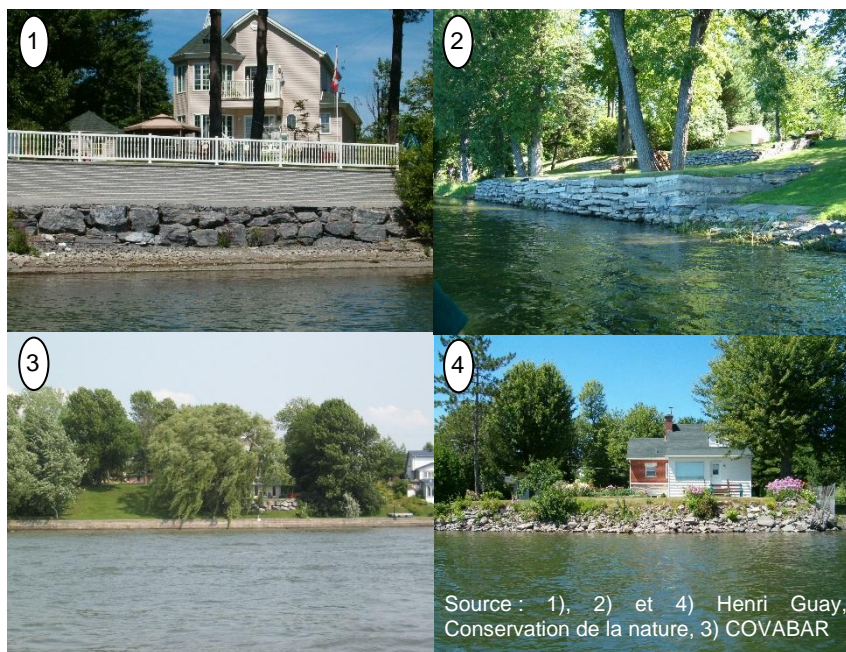 1
2
3
4
Source : 1), 2) et 4) Henri Guay,
Conservation de la nature, 3) COVABAR